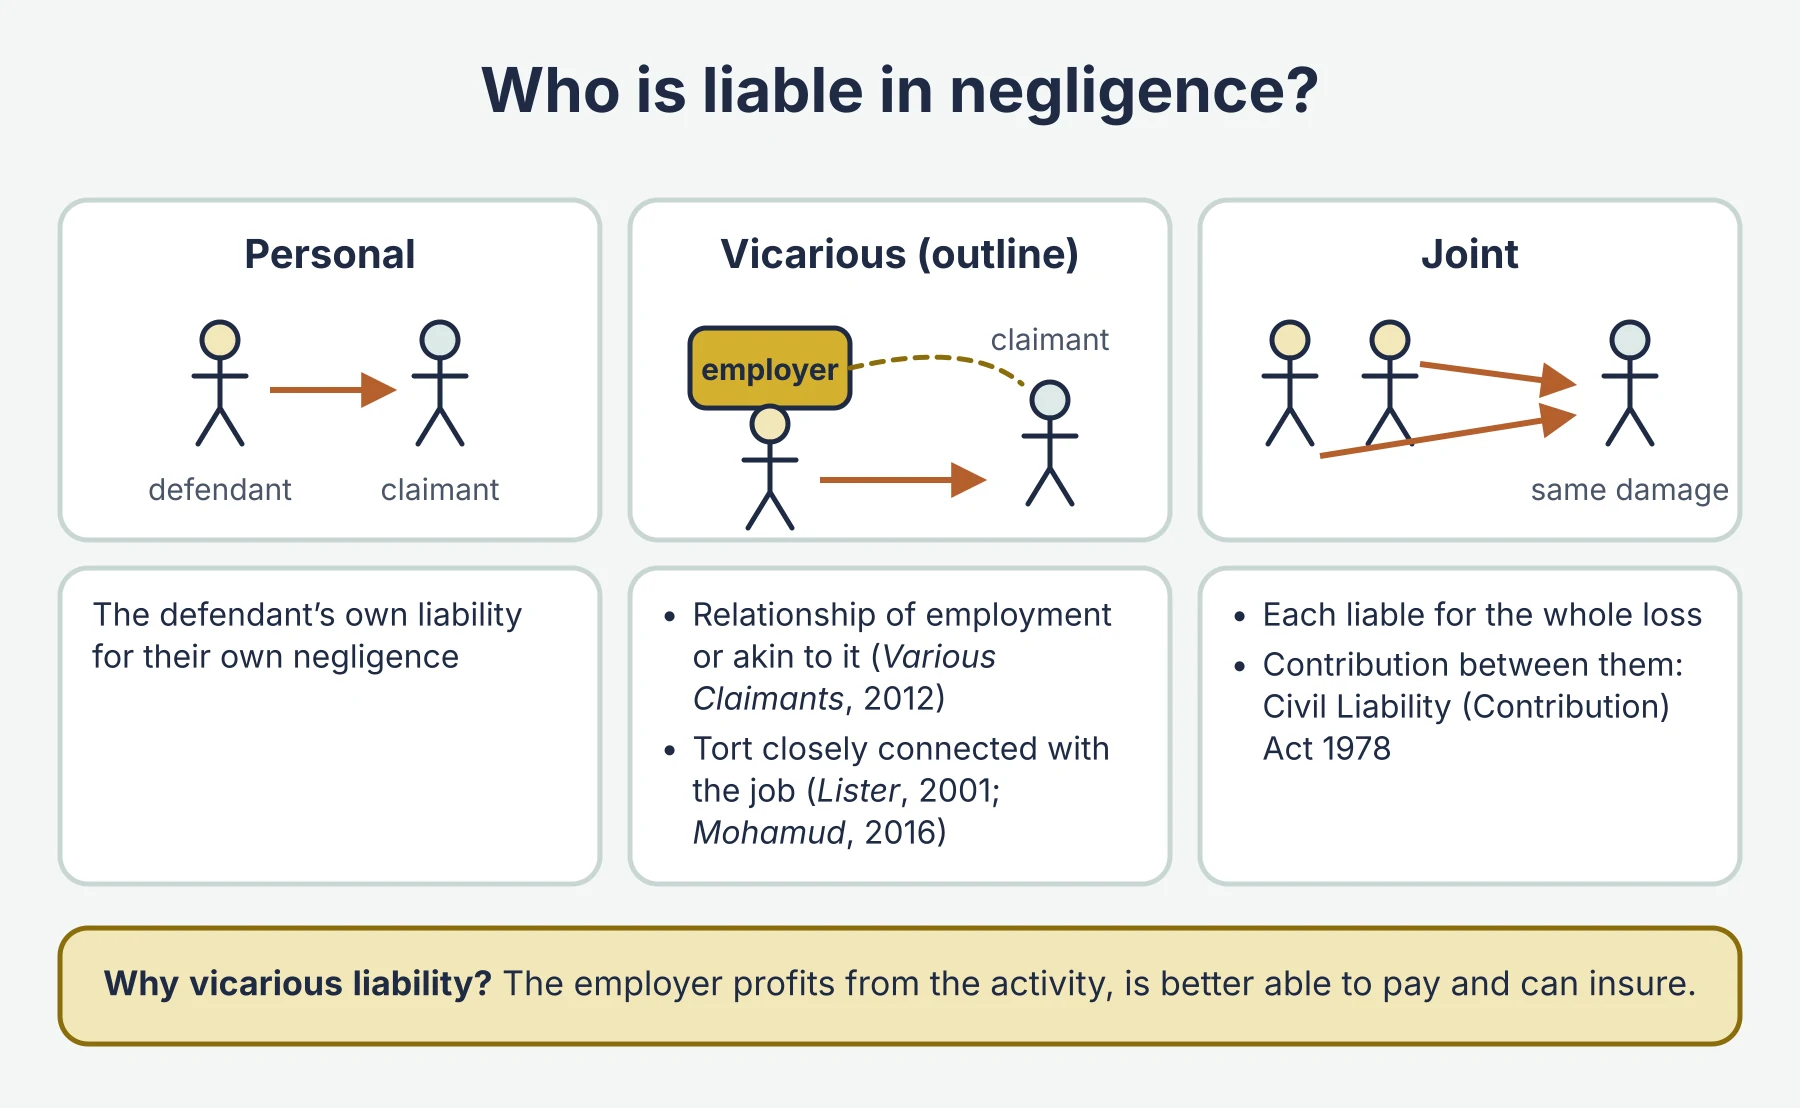 Who is liable in negligence?
Personal
defendant
claimant
Vicarious (outline)
employer
claimant
Joint
same damage
The defendant’s own liability
for their own negligence
• Relationship of employment
or akin to it (Various
Claimants, 2012)
• Tort closely connected with
the job (Lister, 2001;
Mohamud, 2016)
• Each liable for the whole loss
• Contribution between them:
Civil Liability (Contribution)
Act 1978
Why vicarious liability? The employer profits from the activity, is better able to pay and can insure.